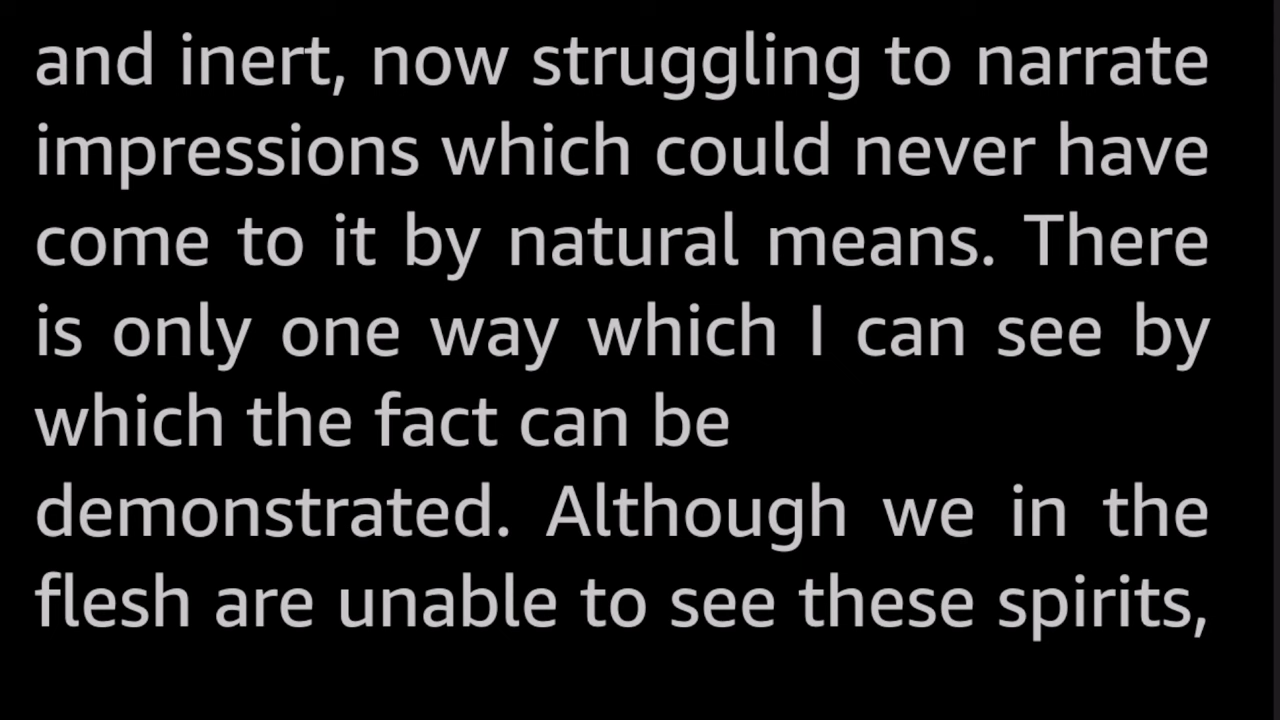 and inert, now struggling to narrate
impressions which could never have
come to it by natural means. There
is only one way which I can see by
which the fact can be
demonstrated. Although we in the
flesh are unable to see these spirits,